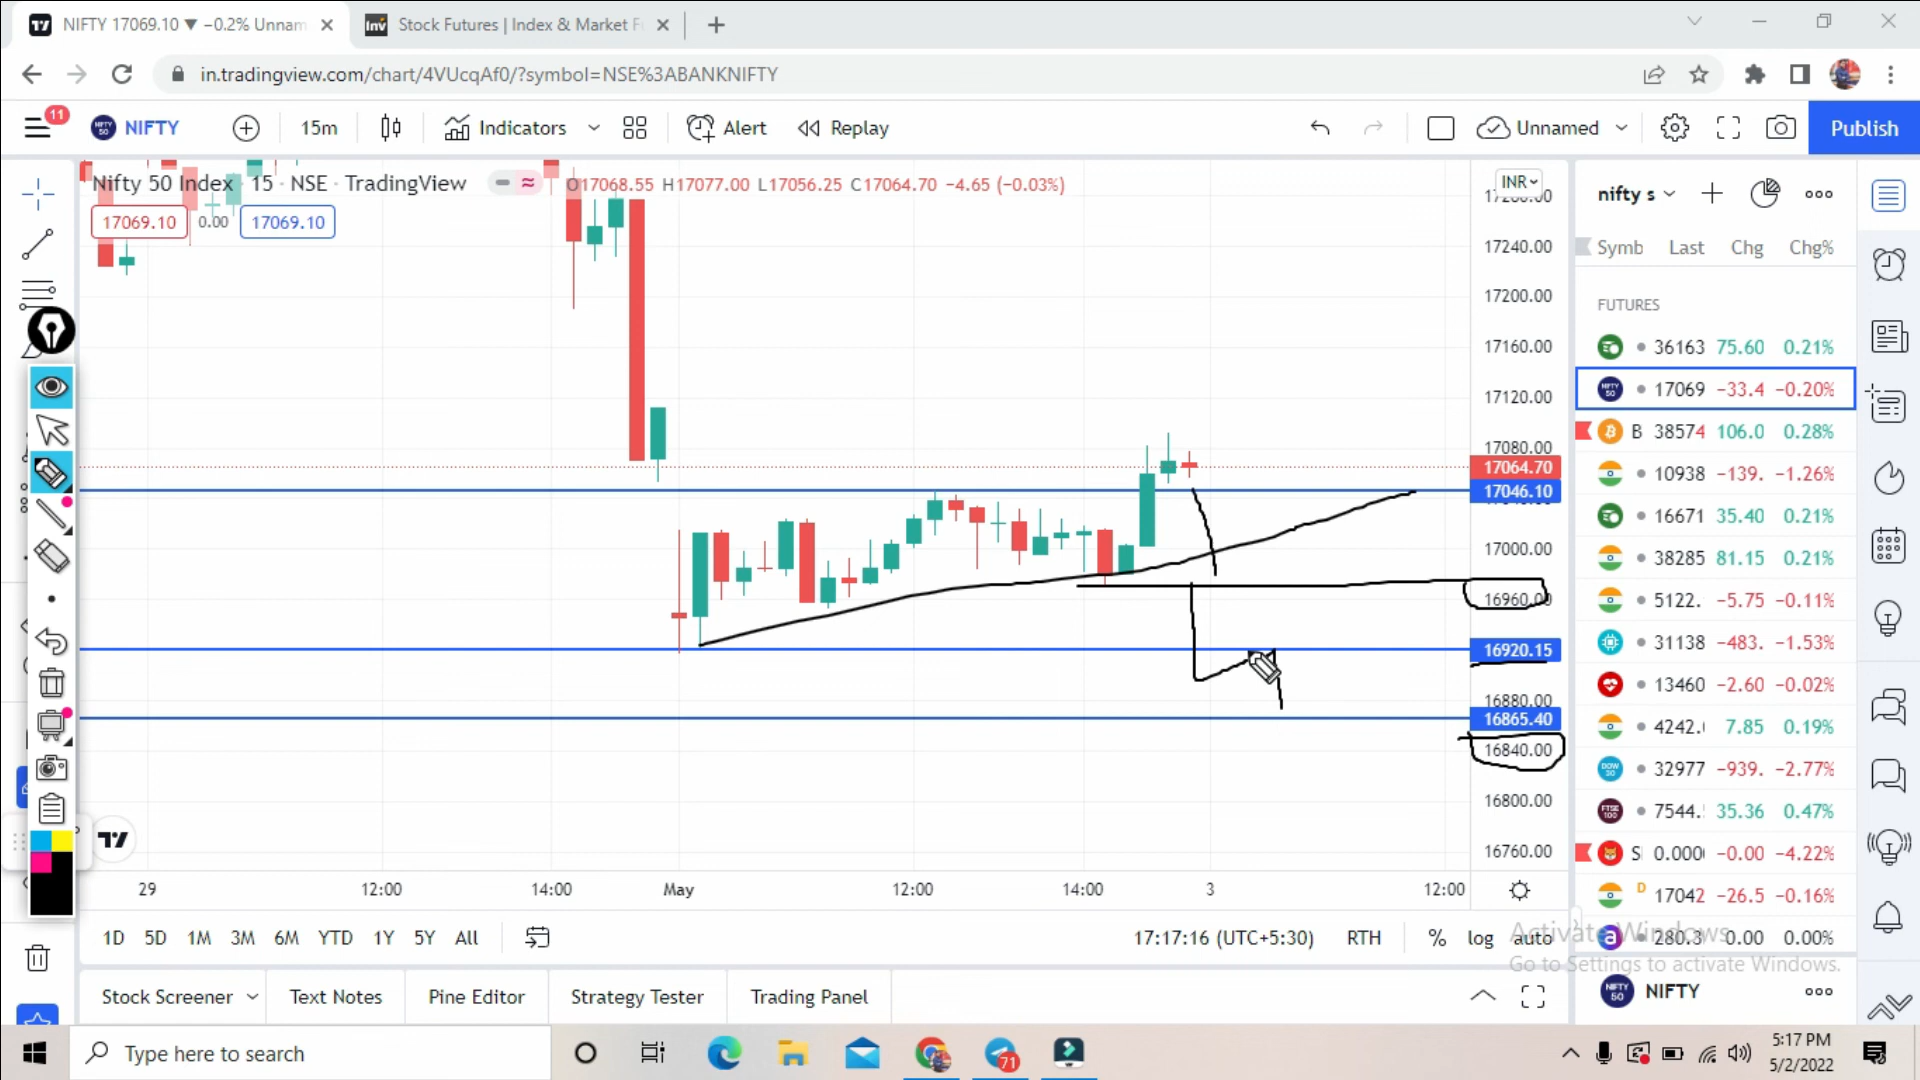 NIFTY 17069.10 ▼ −0.2% Unnam
Stock Futures | Index & Market F
in.tradingview.com/chart/4VUcqAf0/?symbol=NSE%3ABANKNIFTY
11
NIFTY
15m
Indicators
Alert
Replay
Unnamed
Publish
Nifty 50 Index · 15 · NSE · TradingView
O17068.55 H17077.00 L17056.25 C17064.70 −4.65 (−0.03%)
17069.10 0.00 17069.10
INR
17240.00
17200.00
17160.00
17120.00
17080.00
17064.70
17046.10
17000.00
16960.00
16920.15
16880.00
16865.40
16840.00
16800.00
16760.00
29 12:00 14:00 May 12:00 14:00 3 12:00
nifty s
Symb Last Chg Chg%
FUTURES
36163 75.60 0.21%
17069 −33.4 −0.20%
B 38574 106.0 0.28%
10938 −139. −1.26%
16671 35.40 0.21%
38285 81.15 0.21%
5122. −5.75 −0.11%
31138 −483. −1.53%
13460 −2.60 −0.02%
4242. 7.85 0.19%
32977 −939. −2.77%
7544. 35.36 0.47%
S 0.000 −0.00 −4.22%
D 17042 −26.5 −0.16%
280.3 0.00 0.00%
1D 5D 1M 3M 6M YTD 1Y 5Y All
17:17:16 (UTC+5:30) RTH % log auto
Activate Windows
Go to Settings to activate Windows.
Stock Screener Text Notes Pine Editor Strategy Tester Trading Panel
NIFTY
Type here to search
71
5:17 PM
5/2/2022